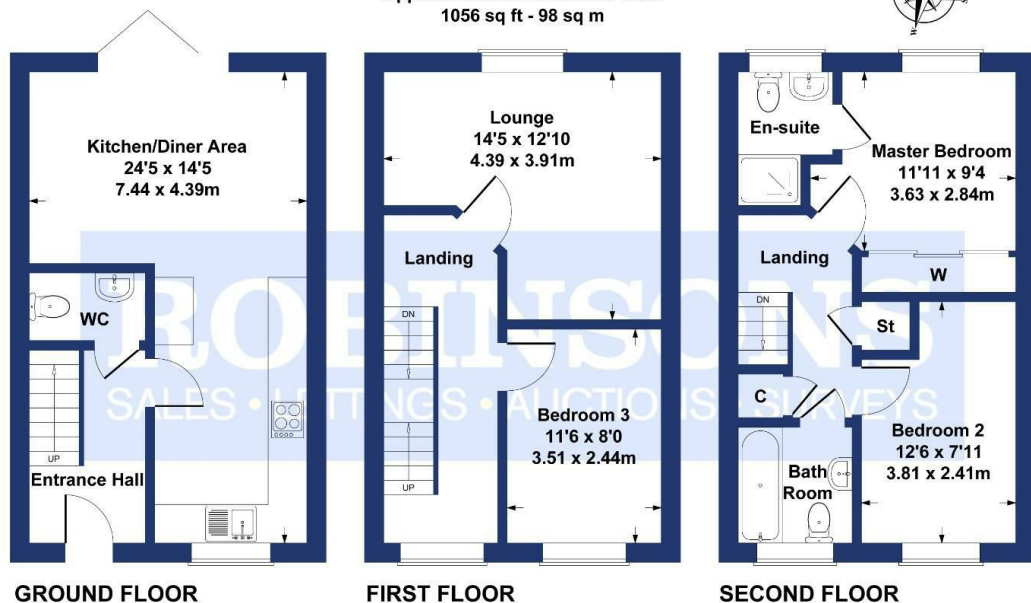 1056 sq ft - 98 sq m
Kitchen/Diner Area
24'5 x 14'5
7.44 x 4.39m
WC
UP
Entrance Hall
GROUND FLOOR
Lounge
14'5 x 12'10
4.39 x 3.91m
Landing
DN
UP
Bedroom 3
11'6 x 8'0
3.51 x 2.44m
FIRST FLOOR
En-suite
Master Bedroom
11'11 x 9'4
3.63 x 2.84m
Landing
W
DN
St
C
Bedroom 2
12'6 x 7'11
3.81 x 2.41m
Bath
Room
SECOND FLOOR
ROBINSONS
SALES • LETTINGS • AUCTIONS • SURVEYS